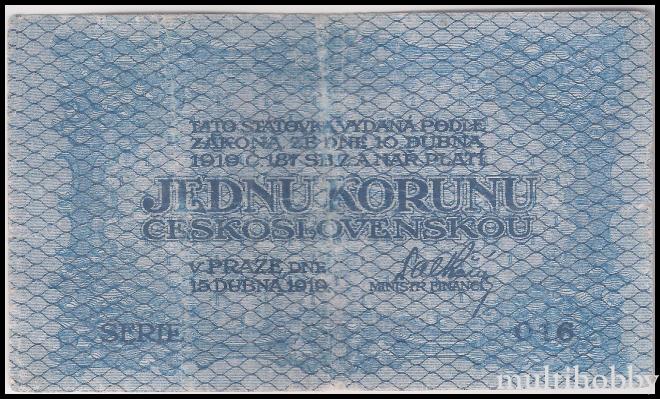 TATO STÁTOVKA VYDANÁ PODLE
ZÁKONA ZE DNE 10. DUBNA
1919 Č. 187 SB. Z. A NAŘ. PLATÍ
JEDNU KORUNU
ČESKOSLOVENSKOU
V PRAZE DNE
15. DUBNA 1919.
MINISTR FINANCÍ
SERIE 016
multihobby